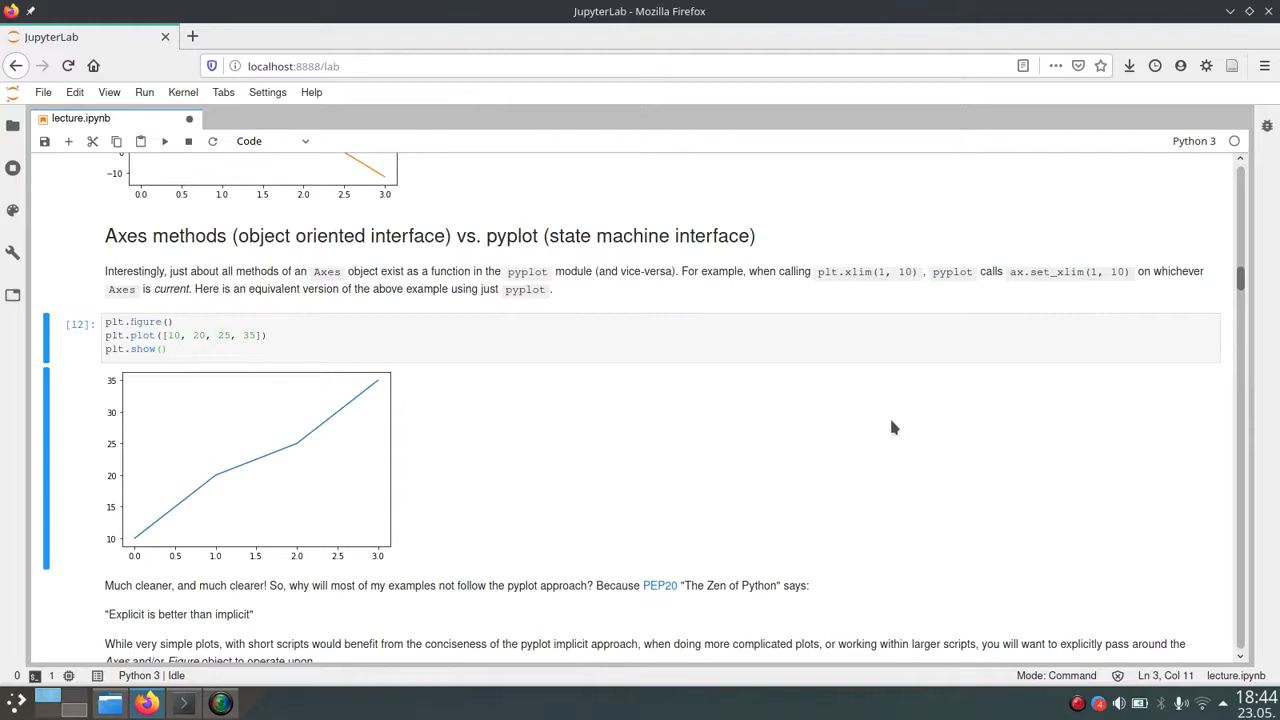 JupyterLab - Mozilla Firefox
JupyterLab
localhost:8888/lab
File Edit View Run Kernel Tabs Settings Help
lecture.ipynb
Code
Python 3
−10
0.0 0.5 1.0 1.5 2.0 2.5 3.0
Axes methods (object oriented interface) vs. pyplot (state machine interface)
Interestingly, just about all methods of an Axes object exist as a function in the pyplot module (and vice-versa). For example, when calling plt.xlim(1, 10), pyplot calls ax.set_xlim(1, 10) on whichever
Axes is current. Here is an equivalent version of the above example using just pyplot.
[12]:
plt.figure()
plt.plot([10, 20, 25, 35])
plt.show()
35
30
25
20
15
10
0.0 0.5 1.0 1.5 2.0 2.5 3.0
Much cleaner, and much clearer! So, why will most of my examples not follow the pyplot approach? Because PEP20 "The Zen of Python" says:
"Explicit is better than implicit"
While very simple plots, with short scripts would benefit from the conciseness of the pyplot implicit approach, when doing more complicated plots, or working within larger scripts, you will want to explicitly pass around the
Axes and/or Figure object to operate upon.
0 1 Python 3 | Idle Mode: Command Ln 3, Col 11 lecture.ipynb
4
18:44
23.05.